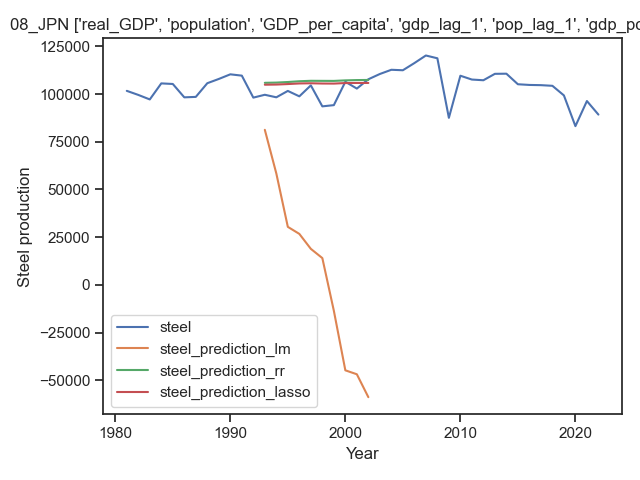 08_JPN ['real_GDP', 'population', 'GDP_per_capita', 'gdp_lag_1', 'pop_lag_1', 'gdp_po
125000
100000
75000
50000
25000
0
−25000
−50000
Steel production
steel
steel_prediction_lm
steel_prediction_rr
steel_prediction_lasso
1980
1990
2000
2010
2020
Year